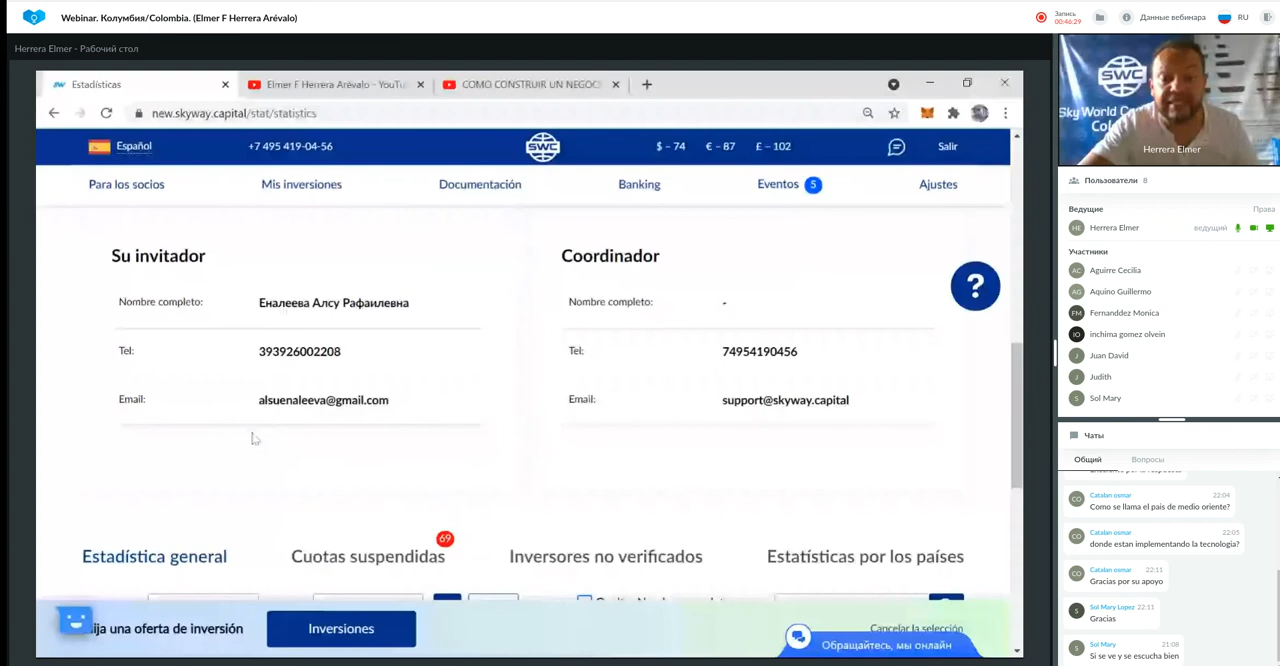 Webinar. Колумбия/Colombia. (Elmer F Herrera Arévalo)
Запись
00:46:29
Данные вебинара
RU
Herrera Elmer - Рабочий стол
Estadísticas
Elmer F Herrera Arévalo - YouTu
COMO CONSTRUIR UN NEGOC
new.skyway.capital/stat/statistics
Español
+7 495 419-04-56
SWC
$ – 74
€ – 87
£ – 102
Salir
Para los socios
Mis inversiones
Documentación
Banking
Eventos 5
Ajustes
Su invitador
Nombre completo:
Еналеева Алсу Рафаилевна
Tel:
393926002208
Email:
alsuenaleeva@gmail.com
Coordinador
Nombre completo:
-
Tel:
74954190456
Email:
support@skyway.capital
?
Estadística general
Cuotas suspendidas
69
Inversores no verificados
Estatísticas por los países
ija una oferta de inversión
Inversiones
Cancelar la selección
Обращайтесь, мы онлайн
SWC
Sky World C
Col
Herrera Elmer
Пользователи 8
Ведущие
Права
HE
Herrera Elmer
ведущий
Участники
AC
Aguirre Cecilia
AG
Aquino Guillermo
FM
Fernanddez Monica
IO
inchima gomez olvein
J
Juan David
J
Judith
S
Sol Mary
Чаты
Общий
Вопросы
CO
Catalan osmar
22:04
Como se llama el pais de medio oriente?
CO
Catalan osmar
22:05
donde estan implementando la tecnologia?
CO
Catalan osmar
22:11
Gracias por su apoyo
S
Sol Mary Lopez
22:11
Gracias
S
Sol Mary
21:08
Si se ve y se escucha bien